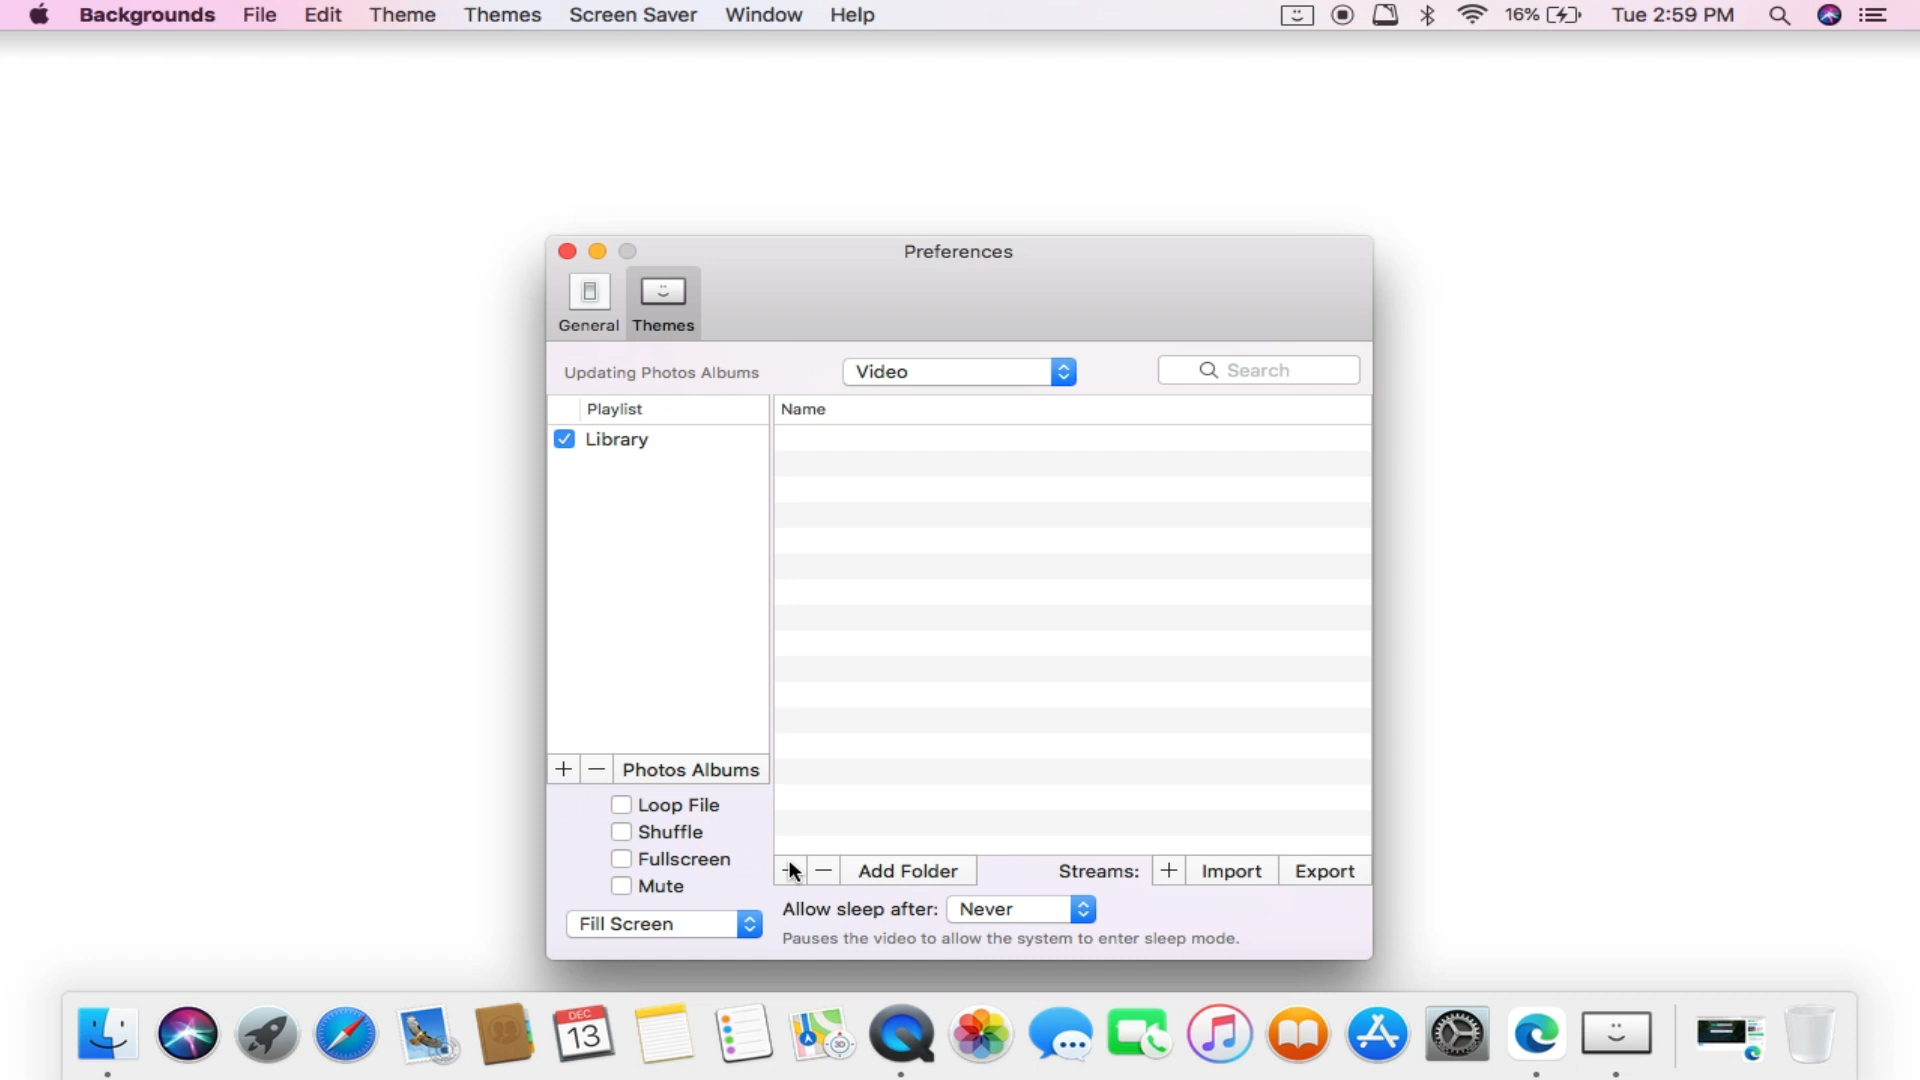 Backgrounds File Edit Theme Themes Screen Saver Window Help 16% Tue 2:59 PM
Preferences
General Themes
Updating Photos Albums Video Search
Playlist Name
Library
+ − Photos Albums
Loop File
Shuffle
Fullscreen
+ − Add Folder Streams: + Import Export
Mute
Allow sleep after: Never
Fill Screen
Pauses the video to allow the system to enter sleep mode.
DEC
13
3D